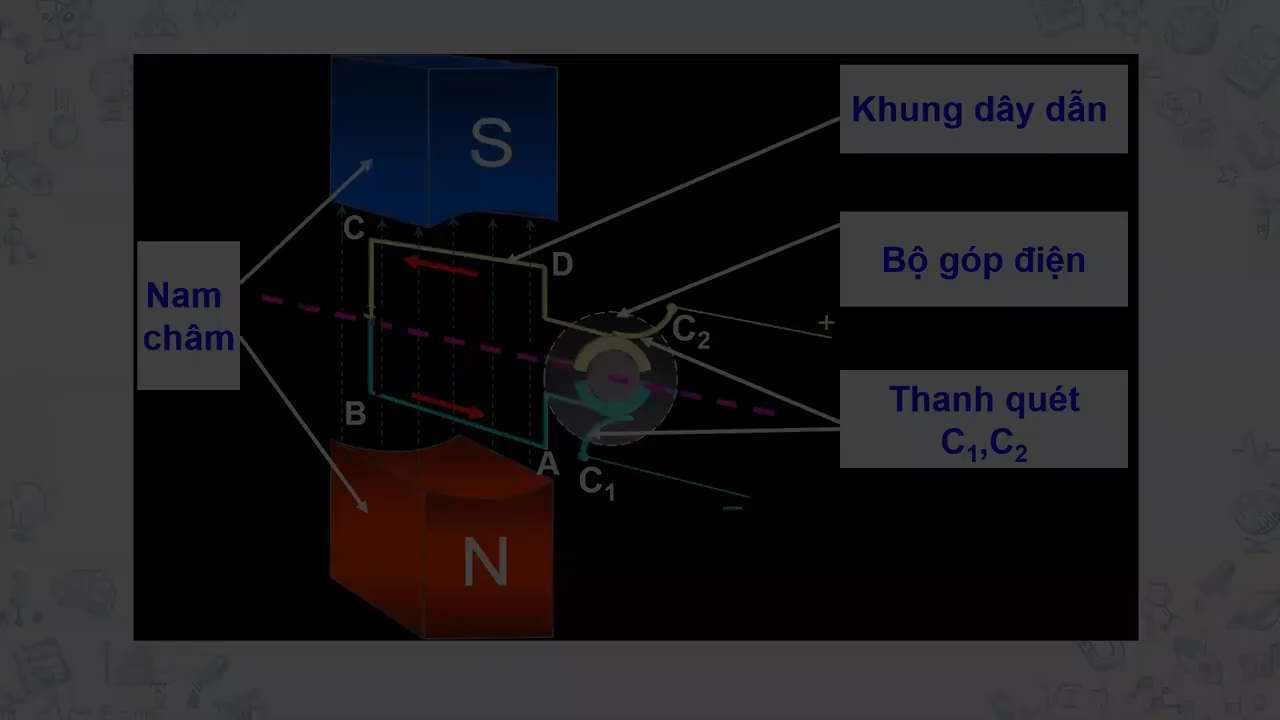 S
Khung dây dẫn
C
D
Bộ góp điện
Nam
châm
C₂
+
B
Thanh quét
C₁,C₂
A
C₁
–
N